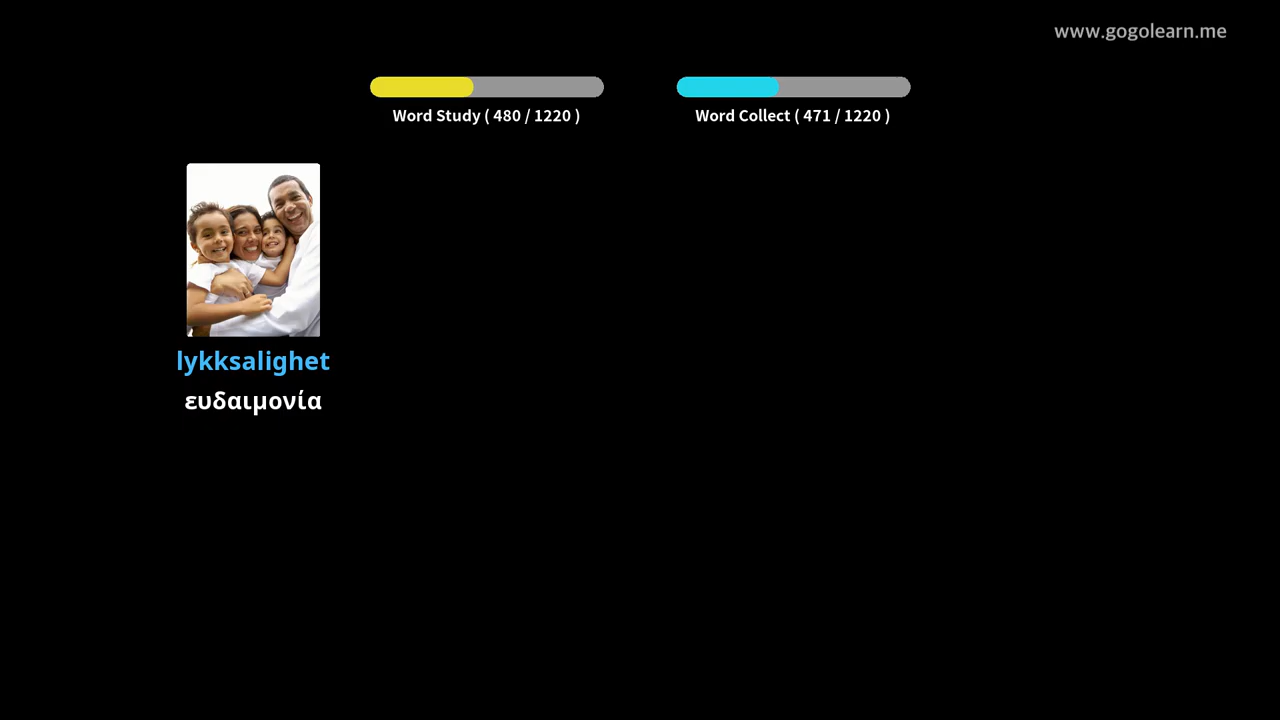 www.gogolearn.me
Word Study ( 480 / 1220 )
Word Collect ( 471 / 1220 )
lykksalighet
ευδαιμονία